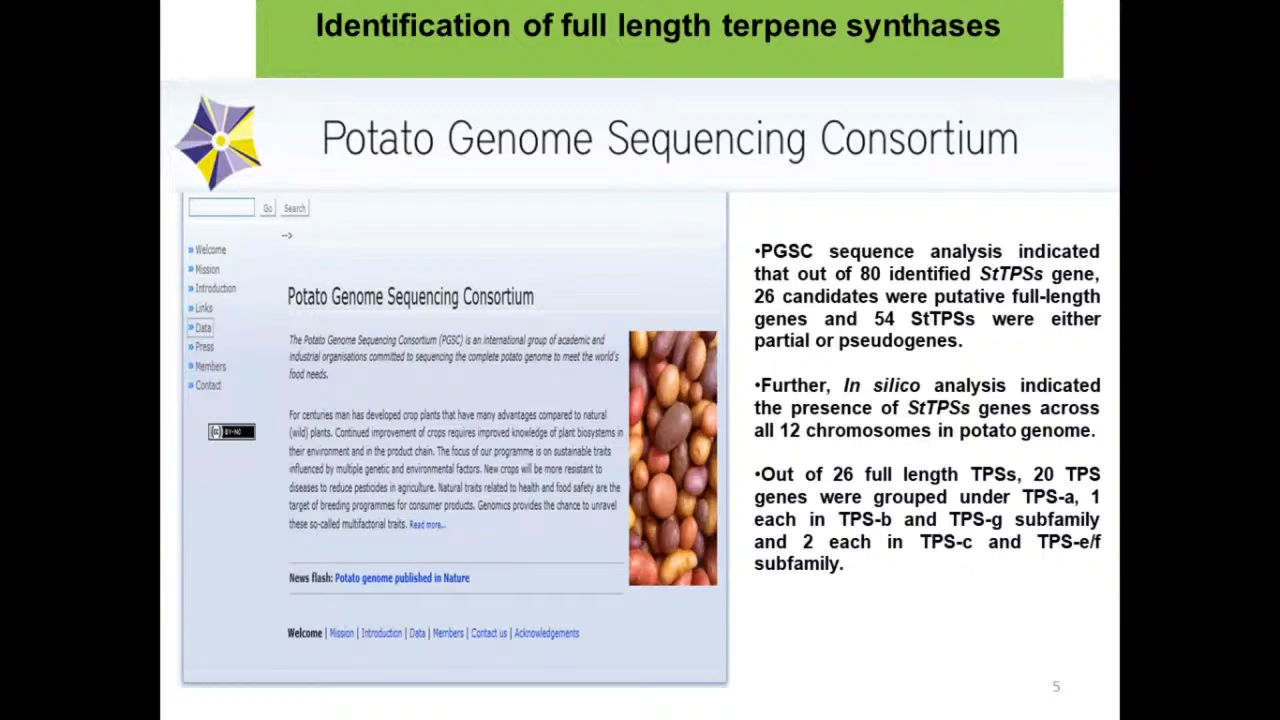 Identification of full length terpene synthases
Potato Genome Sequencing Consortium
Go
Search
-->
» Welcome
» Mission
» Introduction
» Links
» Data
» Press
» Members
» Contact
(cc) BY-NC
Potato Genome Sequencing Consortium
The Potato Genome Sequencing Consortium (PGSC) is an international group of academic and
industrial organisations committed to sequencing the complete potato genome to meet the world's
food needs.
For centuries man has developed crop plants that have many advantages compared to natural
(wild) plants. Continued improvement of crops requires improved knowledge of plant biosystems in
their environment and in the product chain. The focus of our programme is on sustainable traits
influenced by multiple genetic and environmental factors. New crops will be more resistant to
diseases to reduce pesticides in agriculture. Natural traits related to health and food safety are the
target of breeding programmes for consumer products. Genomics provides the chance to unravel
these so-called multifactorial traits. Read more...
News flash: Potato genome published in Nature
Welcome | Mission | Introduction | Data | Members | Contact us | Acknowledgements
•PGSC sequence analysis indicated
that out of 80 identified StTPSs gene,
26 candidates were putative full-length
genes and 54 StTPSs were either
partial or pseudogenes.
•Further, In silico analysis indicated
the presence of StTPSs genes across
all 12 chromosomes in potato genome.
•Out of 26 full length TPSs, 20 TPS
genes were grouped under TPS-a, 1
each in TPS-b and TPS-g subfamily
and 2 each in TPS-c and TPS-e/f
subfamily.
5